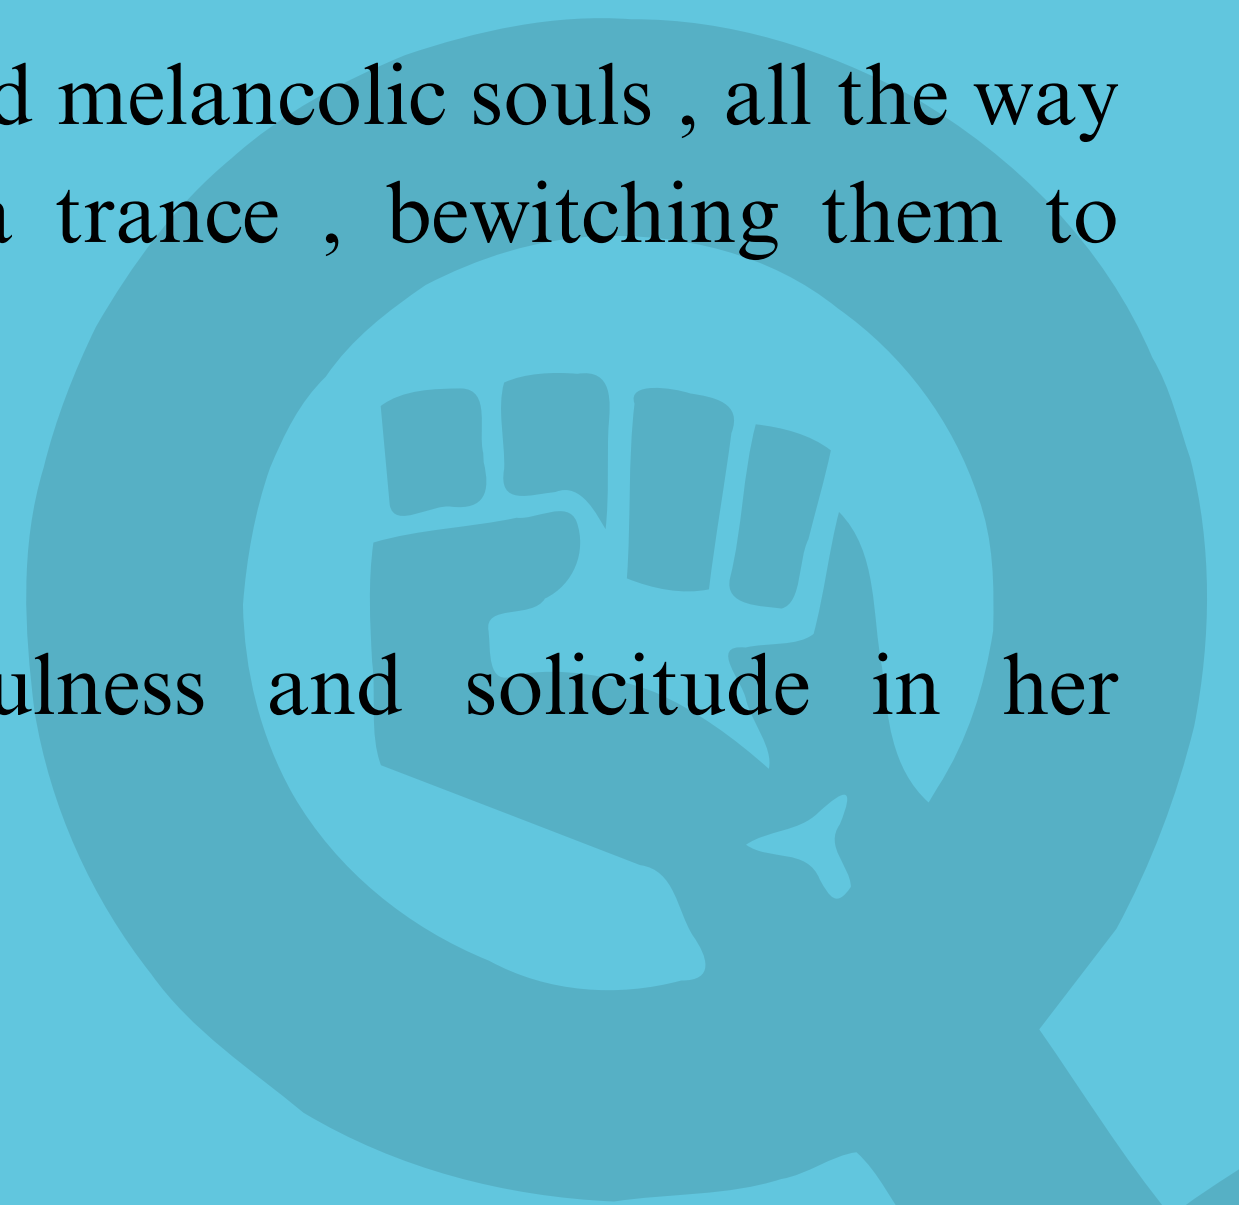 d melancolic souls , all the way
trance , bewitching them to
ulness and solicitude in her